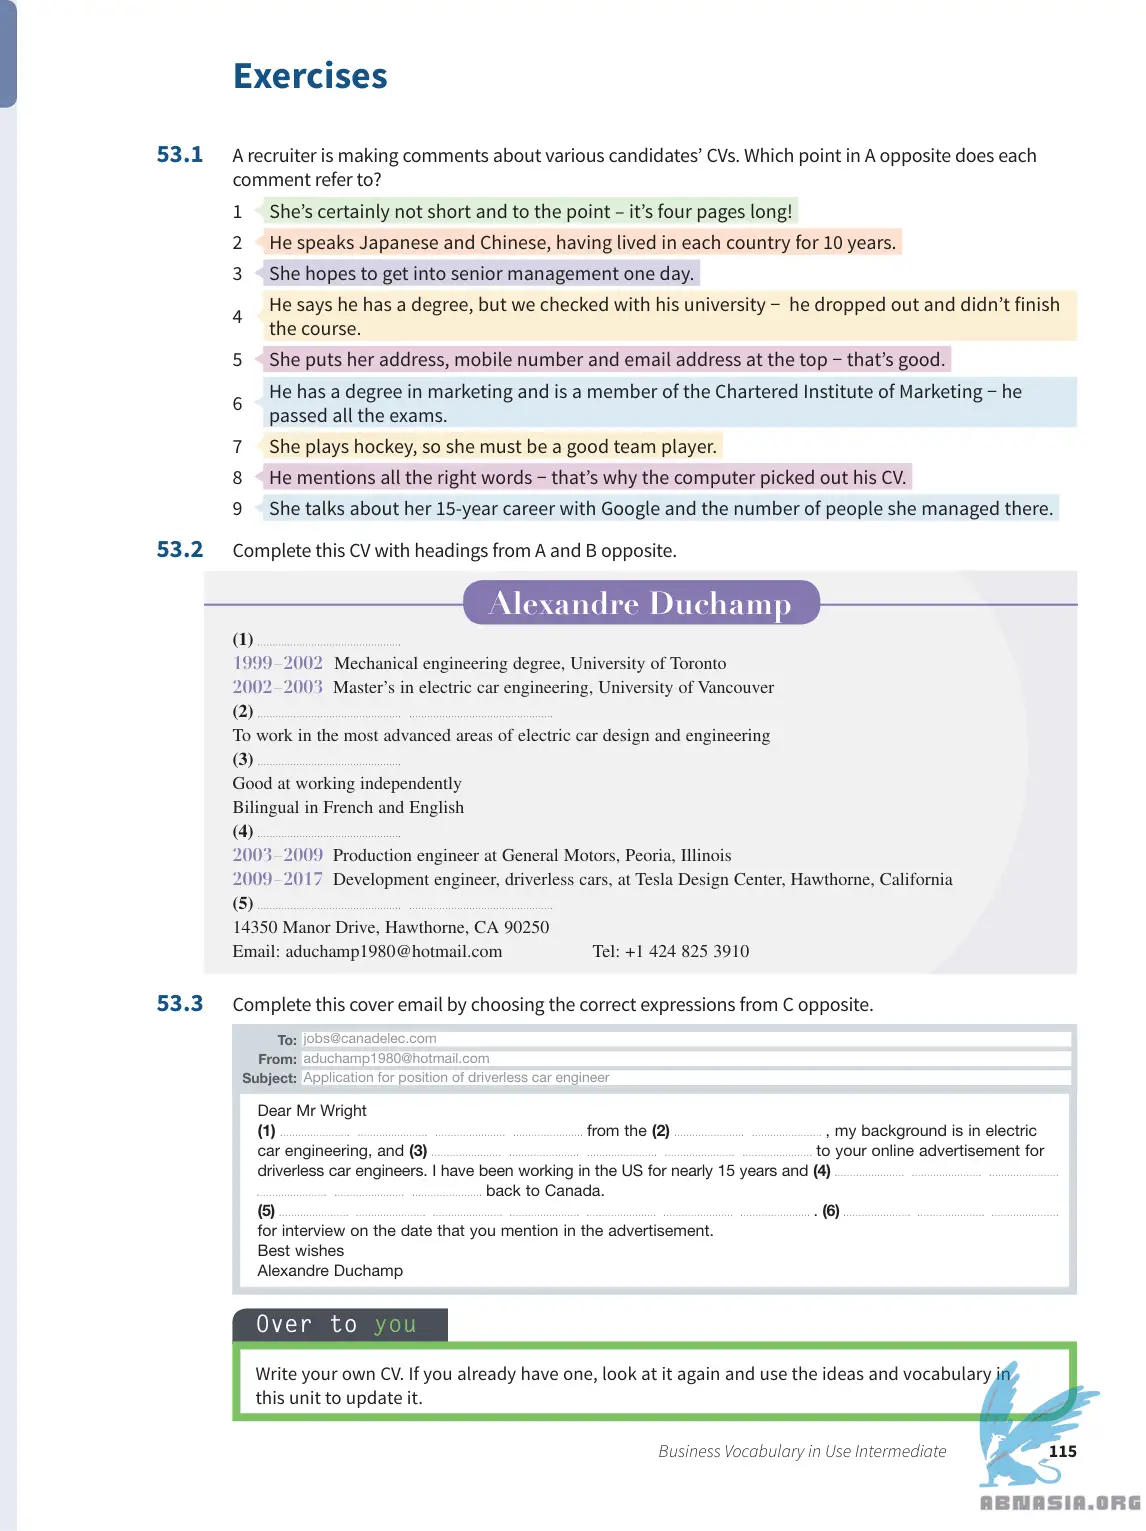 Exercises
53.1 A recruiter is making comments about various candidates’ CVs. Which point in A opposite does each
comment refer to?
1 She’s certainly not short and to the point – it’s four pages long!
2 He speaks Japanese and Chinese, having lived in each country for 10 years.
3 She hopes to get into senior management one day.
4 He says he has a degree, but we checked with his university – he dropped out and didn’t finish
the course.
5 She puts her address, mobile number and email address at the top – that’s good.
6 He has a degree in marketing and is a member of the Chartered Institute of Marketing – he
passed all the exams.
7 She plays hockey, so she must be a good team player.
8 He mentions all the right words – that’s why the computer picked out his CV.
9 She talks about her 15-year career with Google and the number of people she managed there.
53.2 Complete this CV with headings from A and B opposite.
Alexandre Duchamp
(1)
1999–2002 Mechanical engineering degree, University of Toronto
2002–2003 Master’s in electric car engineering, University of Vancouver
(2)
To work in the most advanced areas of electric car design and engineering
(3)
Good at working independently
Bilingual in French and English
(4)
2003–2009 Production engineer at General Motors, Peoria, Illinois
2009–2017 Development engineer, driverless cars, at Tesla Design Center, Hawthorne, California
(5)
14350 Manor Drive, Hawthorne, CA 90250
Email: aduchamp1980@hotmail.com Tel: +1 424 825 3910
53.3 Complete this cover email by choosing the correct expressions from C opposite.
To: jobs@canadelec.com
From: aduchamp1980@hotmail.com
Subject: Application for position of driverless car engineer
Dear Mr Wright
(1) from the (2) , my background is in electric
car engineering, and (3) to your online advertisement for
driverless car engineers. I have been working in the US for nearly 15 years and (4)
back to Canada.
(5) . (6)
for interview on the date that you mention in the advertisement.
Best wishes
Alexandre Duchamp
Over to you
Write your own CV. If you already have one, look at it again and use the ideas and vocabulary in
this unit to update it.
Business Vocabulary in Use Intermediate 115
ABNASIA.ORG